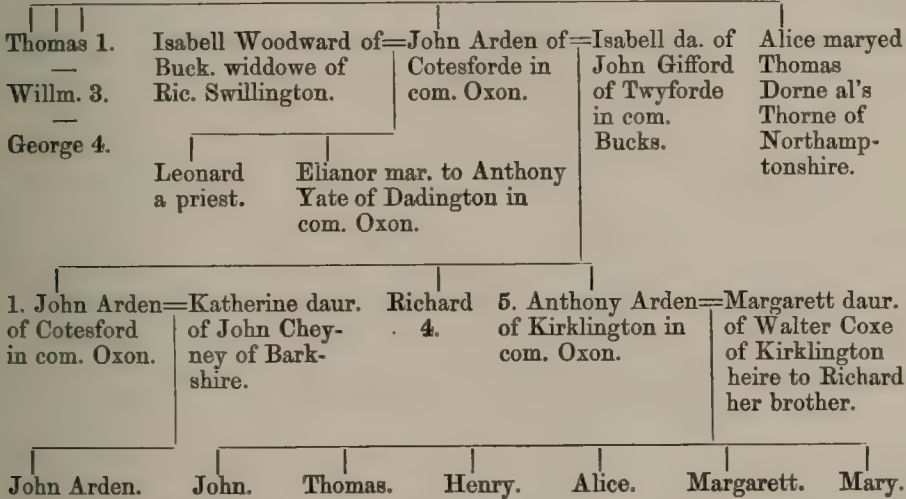 Thomas 1.
—
Willm. 3.
—
George 4.
Isabell Woodward of=John Arden of=Isabell da. of
Buck. widdowe of
Ric. Swillington.
Cotesforde in
com. Oxon.
John Gifford
of Twyforde
in com.
Bucks.
Alice maryed
Thomas
Dorne al's
Thorne of
Northamp-
tonshire.
Leonard
a priest.
Elianor mar. to Anthony
Yate of Dadington in
com. Oxon.
1. John Arden=Katherine daur.
of Cotesford
in com. Oxon.
of John Chey-
ney of Bark-
shire.
Richard
4.
5. Anthony Arden=Margarett daur.
of Kirklington in
com. Oxon.
of Walter Coxe
of Kirklington
heire to Richard
her brother.
John Arden.
John. Thomas. Henry. Alice. Margarett. Mary.